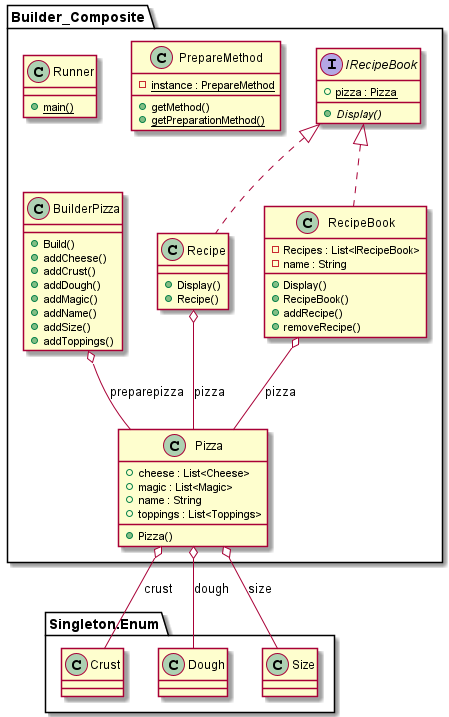 Builder_Composite
C Runner
main()
C PrepareMethod
instance : PrepareMethod
getMethod()
getPreparationMethod()
I IRecipeBook
pizza : Pizza
Display()
C BuilderPizza
Build()
addCheese()
addCrust()
addDough()
addMagic()
addName()
addSize()
addToppings()
C Recipe
Display()
Recipe()
C RecipeBook
Recipes : List<IRecipeBook>
name : String
Display()
RecipeBook()
addRecipe()
removeRecipe()
preparepizza
pizza
pizza
C Pizza
cheese : List<Cheese>
magic : List<Magic>
name : String
toppings : List<Toppings>
Pizza()
crust
dough
size
Singleton.Enum
C Crust
C Dough
C Size